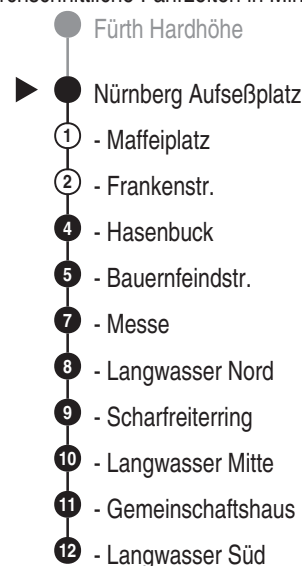 Fürth Hardhöhe
Nürnberg Aufseßplatz
1 - Maffeiplatz
2 - Frankenstr.
4 - Hasenbuck
5 - Bauernfeindstr.
7 - Messe
8 - Langwasser Nord
9 - Scharfreiterring
10 - Langwasser Mitte
11 - Gemeinschaftshaus
12 - Langwasser Süd